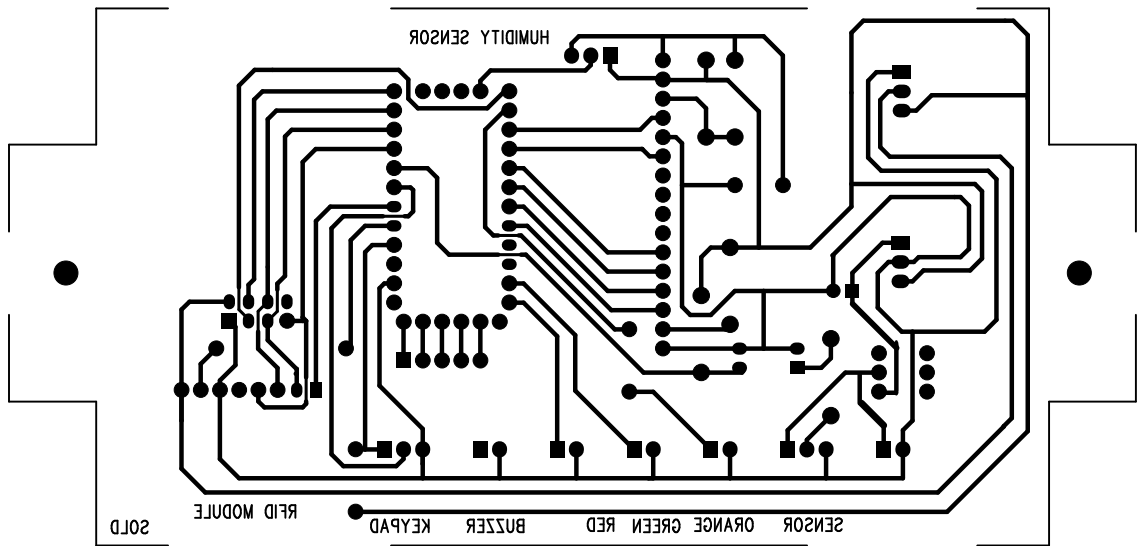 HUMIDITY SENSOR
RFID MODULE
SOLD
KEYPAD
BUZZER
RED
GREEN
ORANGE
SENSOR